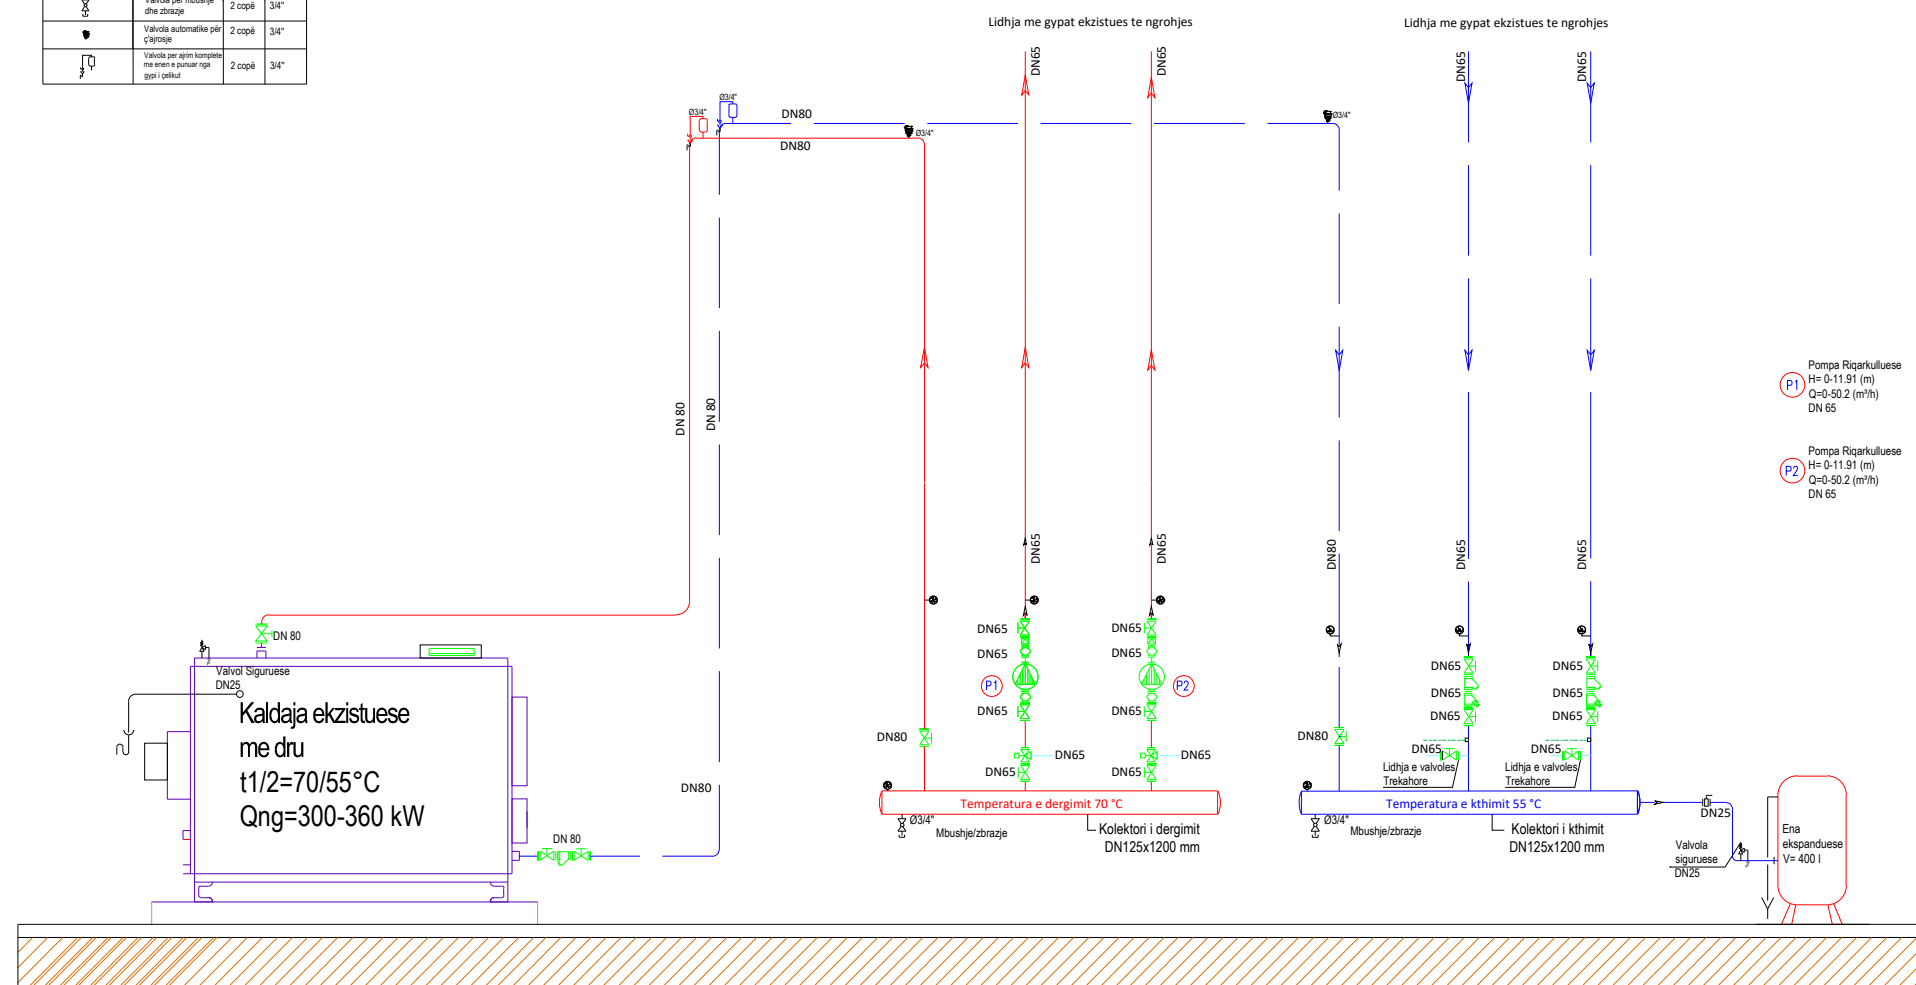 Valvola për mbushje
dhe zbrazje
2 copë
3/4"
Valvola automatike për
ç'ajrosje
2 copë
3/4"
Valvola per ajrim komplete
me enen e punuar nga
gypi i çelikut
2 copë
3/4"
Lidhja me gypat ekzistues te ngrohjes
Lidhja me gypat ekzistues te ngrohjes
DN65
DN65
DN65
DN65
Ø3/4"
Ø3/4"
DN80
DN80
Ø3/4"
Ø3/4"
DN 80
DN 80
Pompa Riqarkulluese
P1
H= 0-11.91 (m)
Q=0-50.2 (m³/h)
DN 65
Pompa Riqarkulluese
P2
H= 0-11.91 (m)
Q=0-50.2 (m³/h)
DN 65
DN65
DN65
DN80
DN65
DN65
DN 80
Valvol Siguruese
DN25
Kaldaja ekzistuese
me dru
t1/2=70/55°C
Qng=300-360 kW
DN 80
DN80
DN65
DN65
P1
DN65
DN80
DN65
DN65
DN65
DN65
P2
DN65
DN65
DN65
DN80
DN65
DN65
DN65
DN65
Lidhja e valvoles
Trekahore
DN65
DN65
DN65
DN65
Lidhja e valvoles
Trekahore
Temperatura e dergimit 70 °C
Ø3/4"
Mbushje/zbrazje
Kolektori i dergimit
DN125x1200 mm
Temperatura e kthimit 55 °C
Ø3/4"
Mbushje/zbrazje
Kolektori i kthimit
DN125x1200 mm
DN25
Valvola
siguruese
DN25
Ena
ekspanduese
V= 400 l